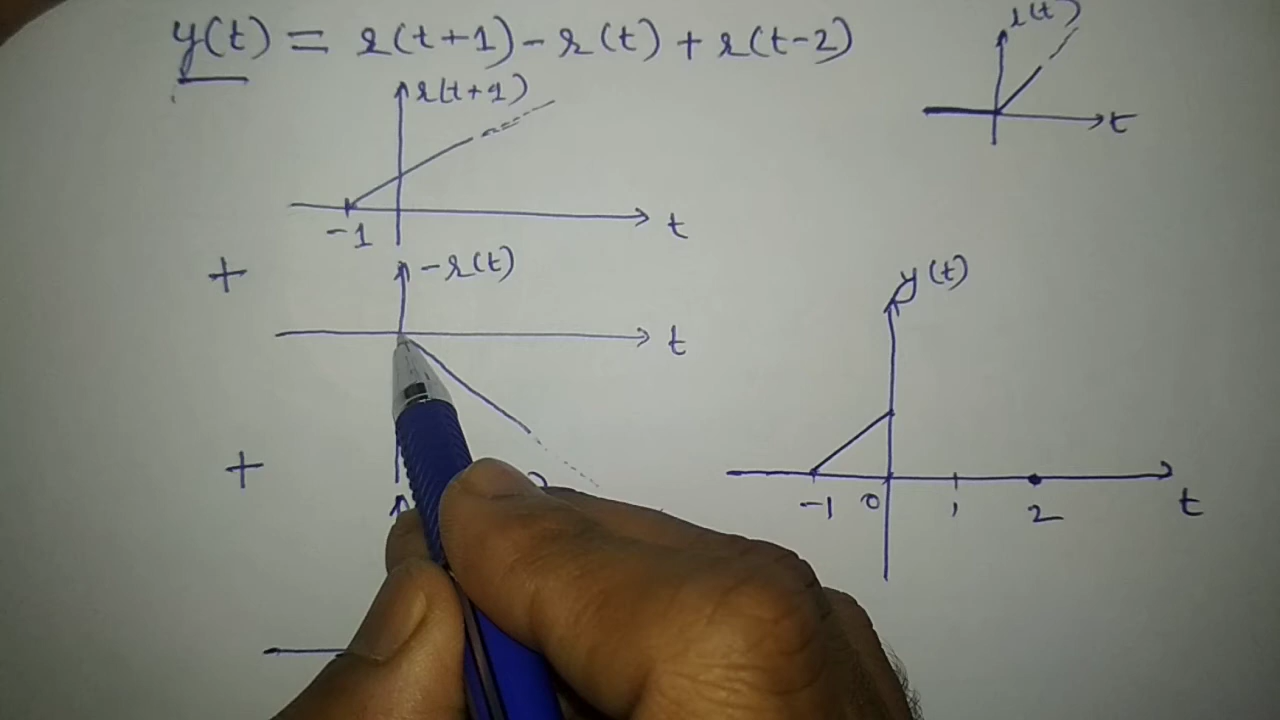 y(t) = r(t+1) - r(t) + r(t-2)
r(t)
t
r(t+1)
t
-1
+
-r(t)
t
+
y(t)
-1 0 1 2
t